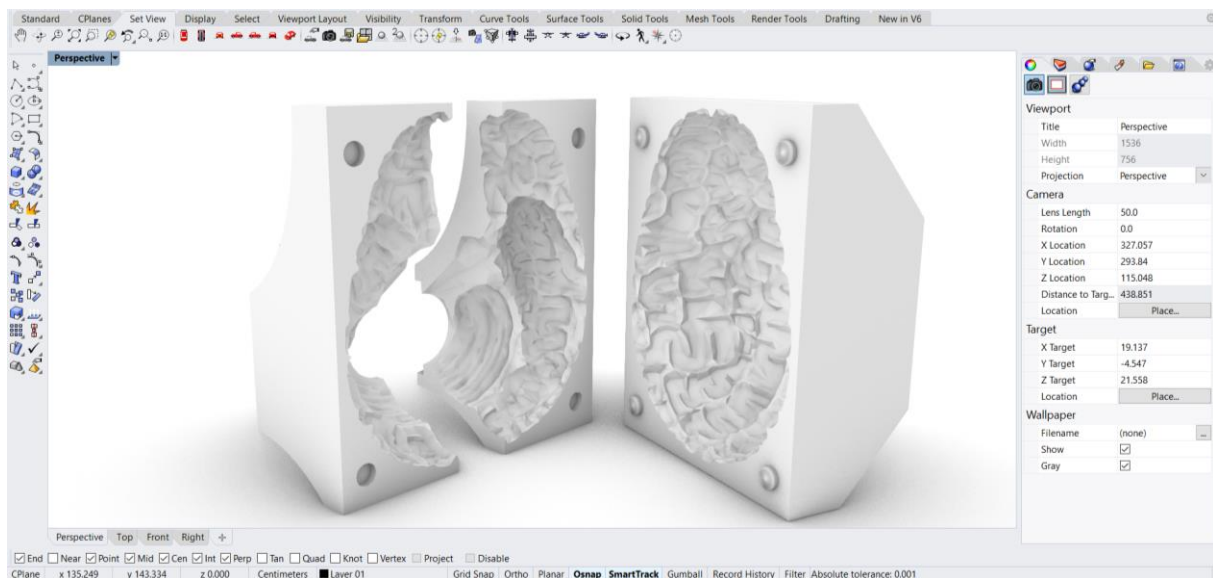 Standard CPlanes Set View Display Select Viewport Layout Visibility Transform Curve Tools Surface Tools Solid Tools Mesh Tools Render Tools Drafting New in V6
Perspective
Viewport
Title Perspective
Width 1536
Height 756
Projection Perspective
Camera
Lens Length 50.0
Rotation 0.0
X Location 327.057
Y Location 293.84
Z Location 115.048
Distance to Targ... 438.851
Location Place...
Target
X Target 19.137
Y Target -4.547
Z Target 21.558
Location Place...
Wallpaper
Filename (none) ...
Show
Gray
Perspective Top Front Right
End Near Point Mid Cen Int Perp Tan Quad Knot Vertex Project Disable
CPlane x 135.249 y 143.334 z 0.000 Centimeters Layer 01 Grid Snap Ortho Planar Osnap SmartTrack Gumball Record History Filter Absolute tolerance: 0.001